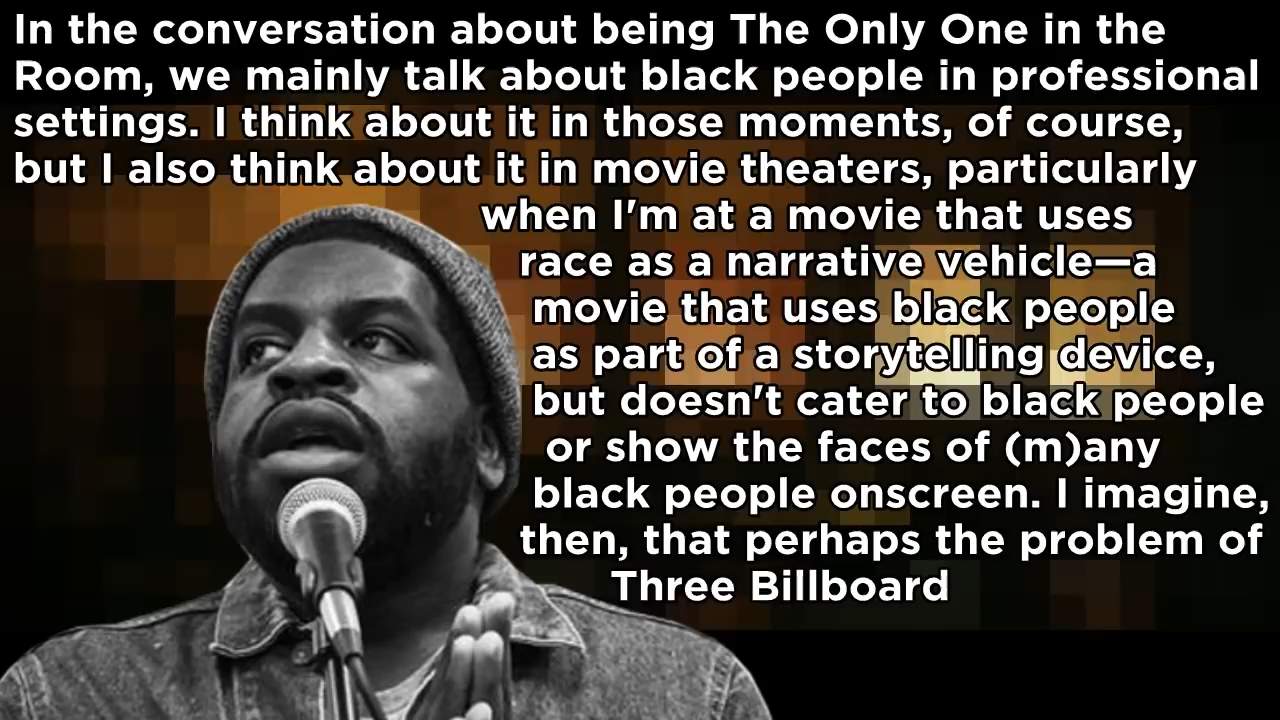 In the conversation about being The Only One in the
Room, we mainly talk about black people in professional
settings. I think about it in those moments, of course,
but I also think about it in movie theaters, particularly
when I'm at a movie that uses
race as a narrative vehicle—a
movie that uses black people
as part of a storytelling device,
but doesn't cater to black people
or show the faces of (m)any
black people onscreen. I imagine,
then, that perhaps the problem of
Three Billboard